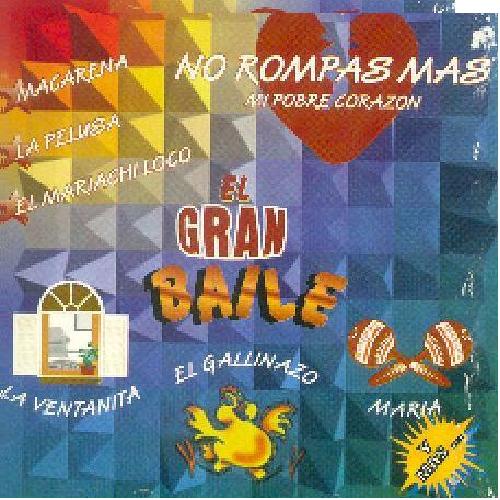 MACARENA
NO ROMPAS MAS
MI POBRE CORAZON
LA PELUSA
EL MARIACHI LOCO
EL
GRAN
BAILE
EL GALLINAZO
LA VENTANITA
MARIA
Y